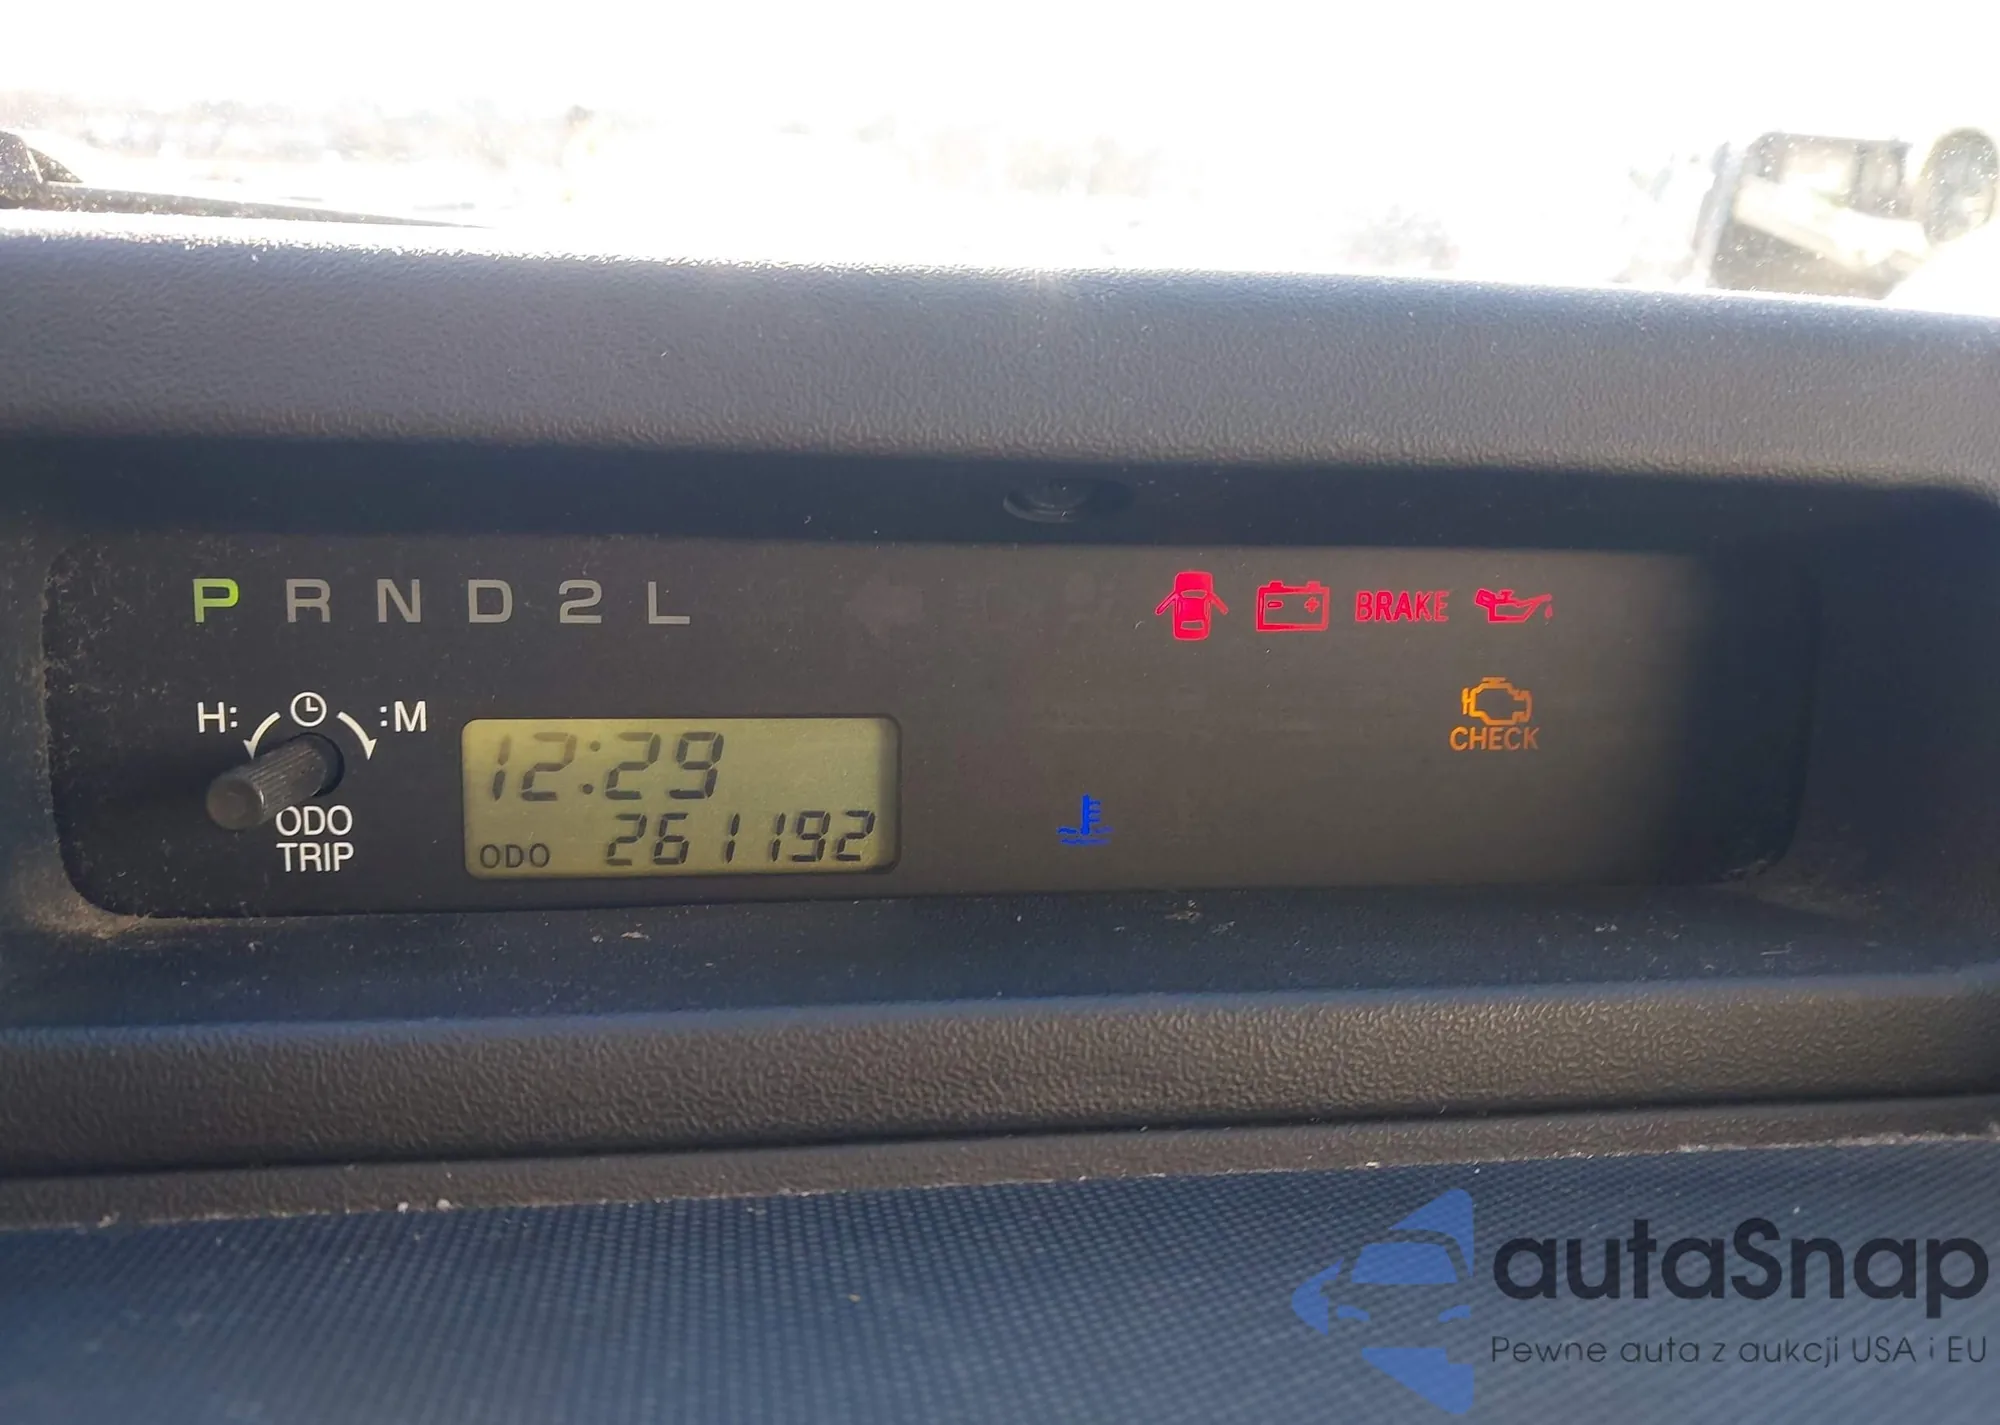 P R N D 2 L
BRAKE
H: :M
CHECK
12:29
ODO
TRIP
ODO 261192
autaSnap
Pewne auta z aukcji USA i EU